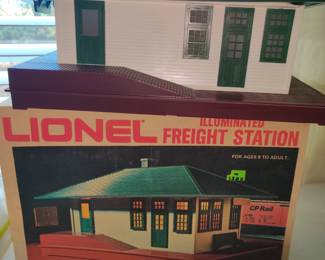 LIONEL
ILLUMINATED
FREIGHT STATION
FOR AGES 8 TO ADULT.
CP Rail